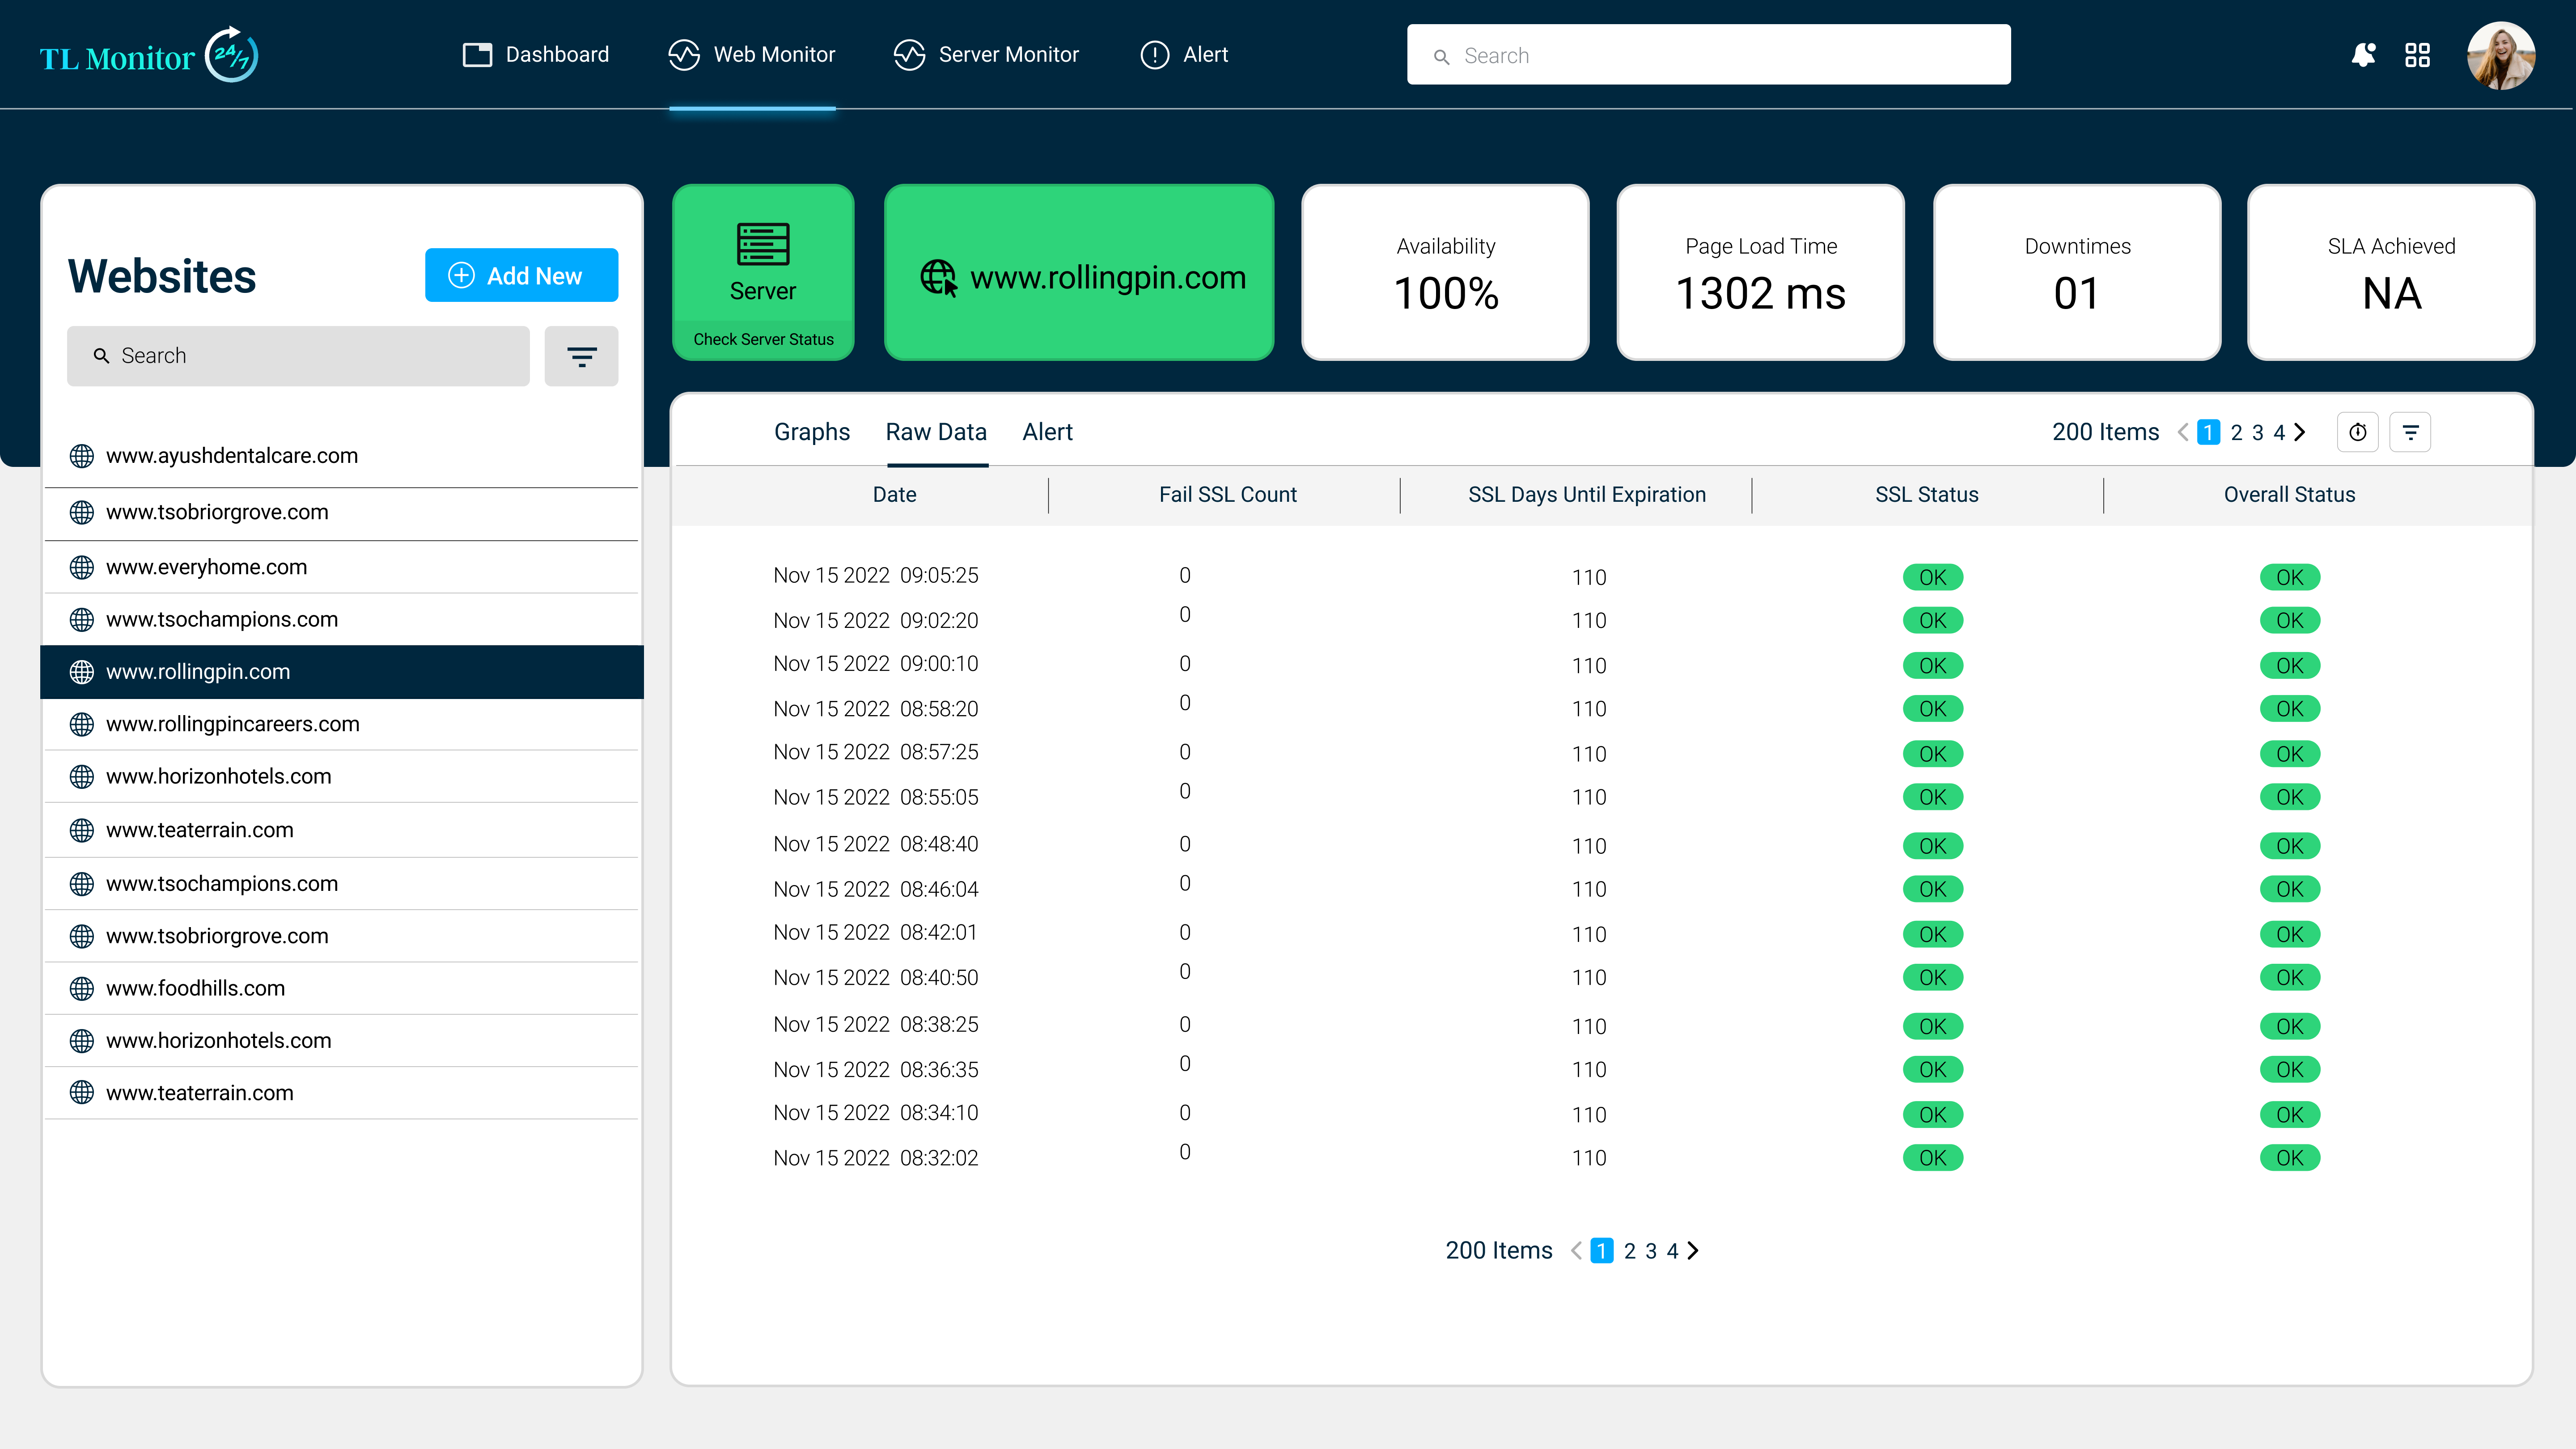 TL Monitor 24/7
Dashboard
Web Monitor
Server Monitor
Alert
Search
Websites
Add New
Search
www.ayushdentalcare.com
www.tsobriorgrove.com
www.everyhome.com
www.tsochampions.com
www.rollingpin.com
www.rollingpincareers.com
www.horizonhotels.com
www.teaterrain.com
www.tsochampions.com
www.tsobriorgrove.com
www.foodhills.com
www.horizonhotels.com
www.teaterrain.com
Server
Check Server Status
www.rollingpin.com
Availability
100%
Page Load Time
1302 ms
Downtimes
01
SLA Achieved
NA
Graphs Raw Data Alert
200 Items 1 2 3 4
Date Fail SSL Count SSL Days Until Expiration SSL Status Overall Status
Nov 15 2022 09:05:25 0 110 OK OK
Nov 15 2022 09:02:20 0 110 OK OK
Nov 15 2022 09:00:10 0 110 OK OK
Nov 15 2022 08:58:20 0 110 OK OK
Nov 15 2022 08:57:25 0 110 OK OK
Nov 15 2022 08:55:05 0 110 OK OK
Nov 15 2022 08:48:40 0 110 OK OK
Nov 15 2022 08:46:04 0 110 OK OK
Nov 15 2022 08:42:01 0 110 OK OK
Nov 15 2022 08:40:50 0 110 OK OK
Nov 15 2022 08:38:25 0 110 OK OK
Nov 15 2022 08:36:35 0 110 OK OK
Nov 15 2022 08:34:10 0 110 OK OK
Nov 15 2022 08:32:02 0 110 OK OK
200 Items 1 2 3 4